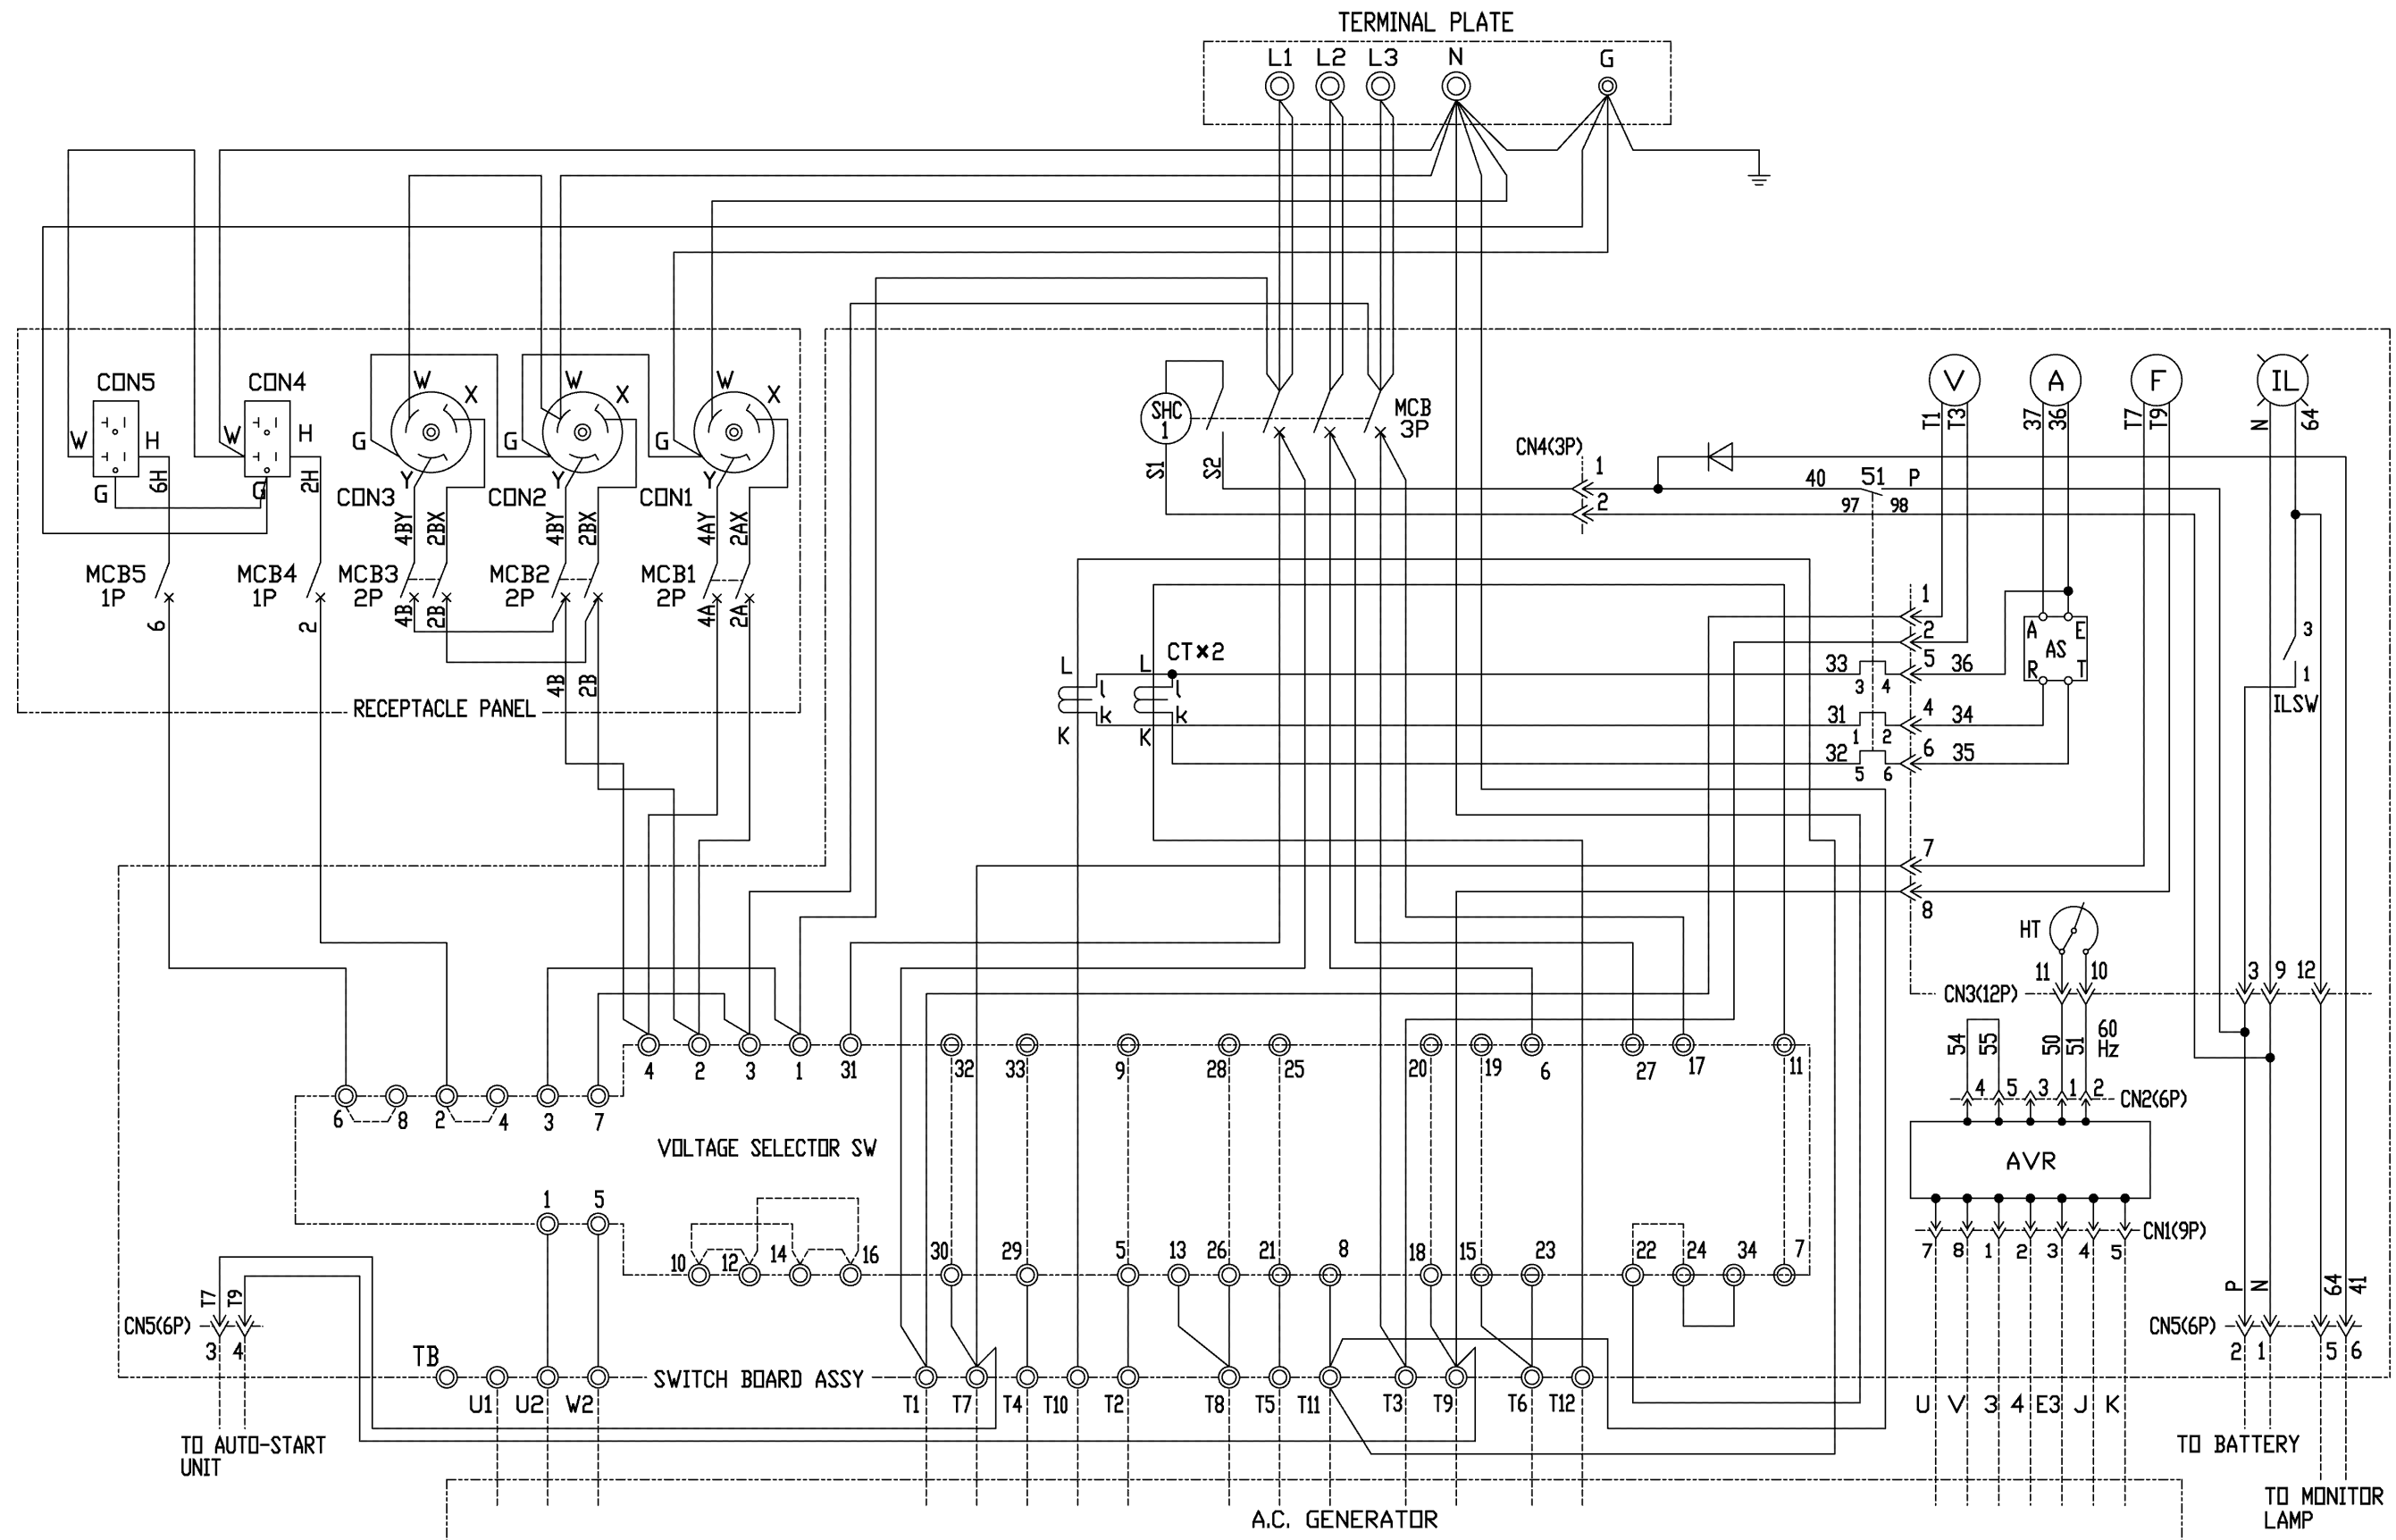 TERMINAL PLATE
L1 L2 L3 N G
CON5 CON4 W X W X W X
W H W H G G G
G 6H G 2H Y Y Y
CON3 CON2 CON1
4BY 2BX 4BY 2BX 4AY 2AX
MCB5 1P
MCB4 1P
MCB3 2P
MCB2 2P
MCB1 2P
6 2 4B 2B 4A 2A
4B 2B
RECEPTACLE PANEL
SHC 1
MCB 3P
S1 S2
CN4(3P) 1 2
V A F IL
T1 T3 37 36 T7 T9 N 64
40 51 P
97 98
1
2
A E
AS
R T
3
1
ILSW
CT×2
L L
l l
k k
K K
33 3 4 5 36
31 1 2 4 34
32 5 6 6 35
7
8
HT
11 10 3 9 12
CN3(12P)
54 55 50 51 60 Hz
4 5 3 1 2 CN2(6P)
AVR
CN1(9P)
7 8 1 2 3 4 5
4 2 3 1 31 32 33 9 28 25 20 19 6 27 17 11
6 8 2 4 3 7
VOLTAGE SELECTOR SW
1 5
10 12 14 16 30 29 5 13 26 21 8 18 15 23 22 24 34 7
T7 T9
CN5(6P)
3 4
P N 64 41
CN5(6P)
2 1 5 6
TB
SWITCH BOARD ASSY
U1 U2 W2 T1 T7 T4 T10 T2 T8 T5 T11 T3 T9 T6 T12 U V 3 4 E3 J K
TO AUTO-START
UNIT
TO BATTERY
TO MONITOR
LAMP
A.C. GENERATOR